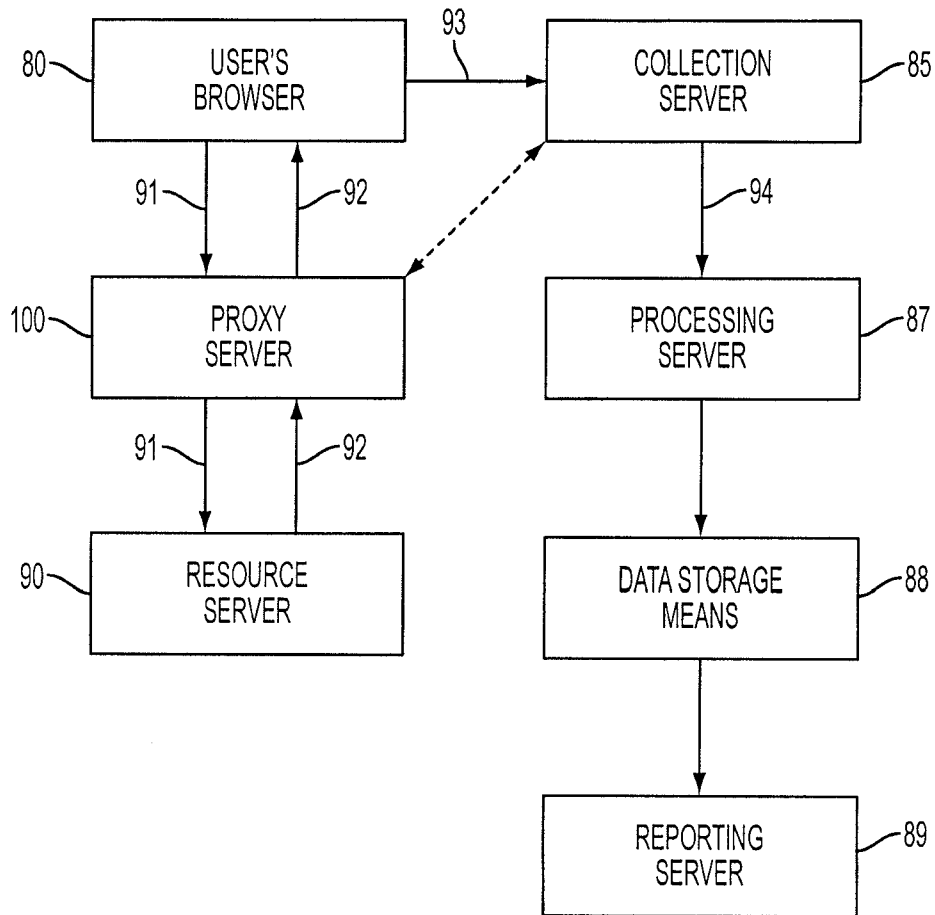 80
USER'S
BROWSER
93
COLLECTION
SERVER
85
91
92
94
100
PROXY
SERVER
PROCESSING
SERVER
87
91
92
90
RESOURCE
SERVER
DATA STORAGE
MEANS
88
REPORTING
SERVER
89